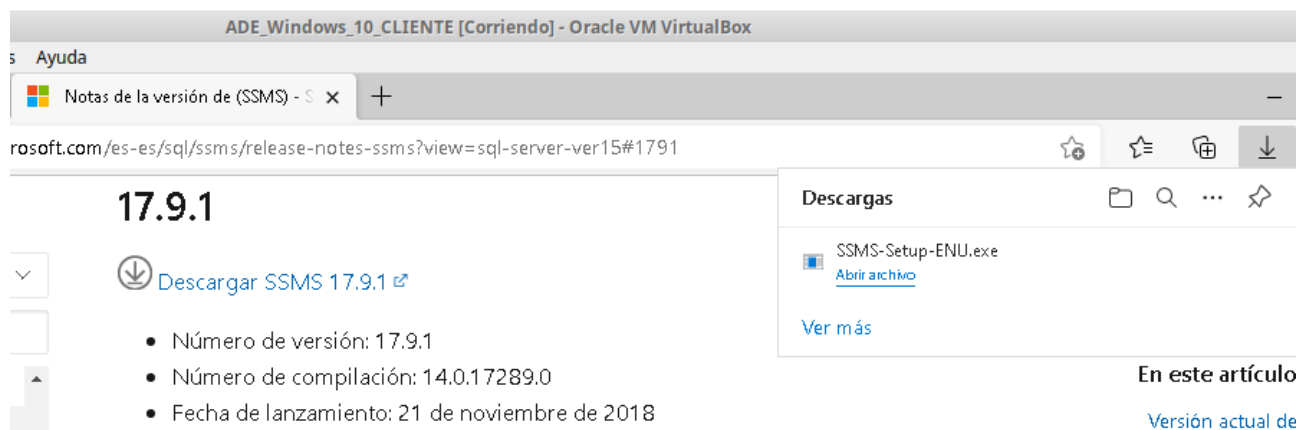 ADE_Windows_10_CLIENTE [Corriendo] - Oracle VM VirtualBox
s Ayuda
Notas de la versión de (SSMS) - S
rosoft.com/es-es/sql/ssms/release-notes-ssms?view=sql-server-ver15#1791
17.9.1
Descargas
SSMS-Setup-ENU.exe
Abrir archivo
Descargar SSMS 17.9.1
Ver más
Número de versión: 17.9.1
Número de compilación: 14.0.17289.0
En este artículo
Fecha de lanzamiento: 21 de noviembre de 2018
Versión actual de